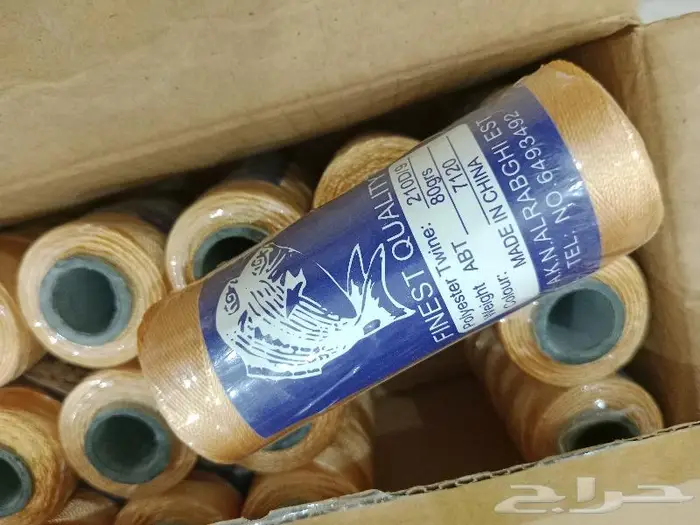 FINEST QUALITY
Polyester Twine: 210D/9
Weight ABT 80grs
Colour: 7120
MADE IN CHINA
AKN.ALRABGHI EST
TEL: NO. 6493492
حراج